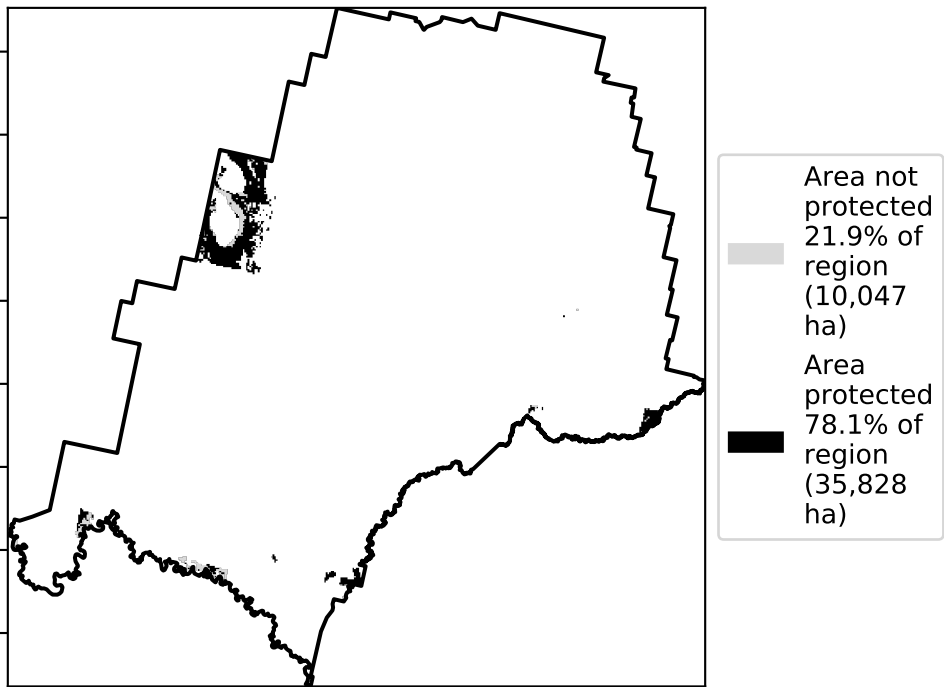 Area not
protected
21.9% of
region
(10,047
ha)
Area
protected
78.1% of
region
(35,828
ha)